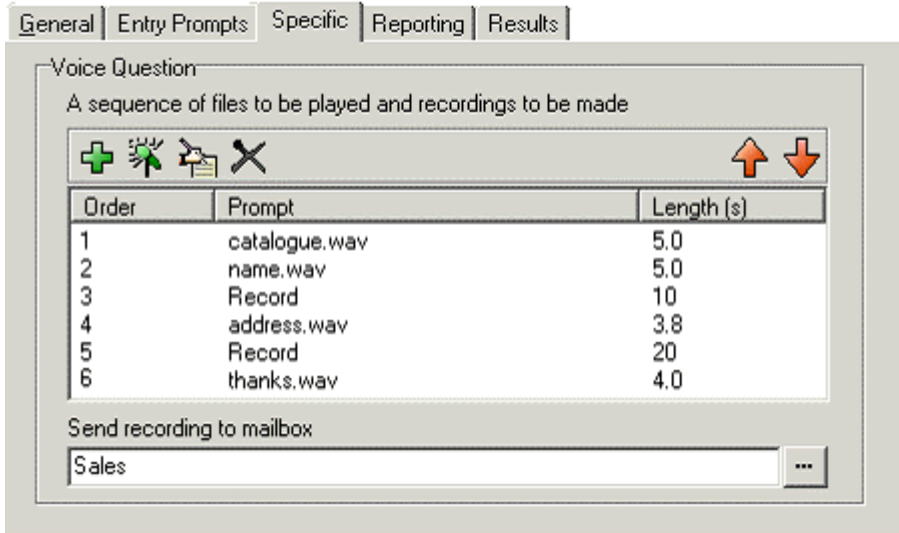 General Entry Prompts Specific Reporting Results
Voice Question
A sequence of files to be played and recordings to be made
Order Prompt Length (s)
1 catalogue.wav 5.0
2 name.wav 5.0
3 Record 10
4 address.wav 3.8
5 Record 20
6 thanks.wav 4.0
Send recording to mailbox
Sales ...